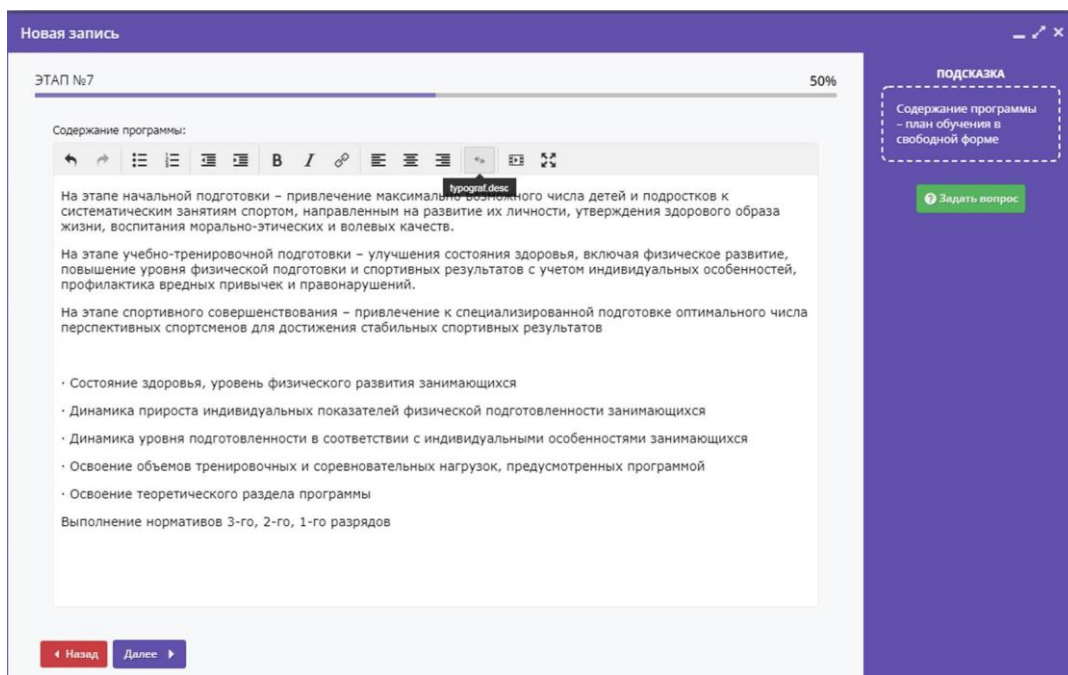 Новая запись
ЭТАП №7
50%
Содержание программы:
typograf.desc
На этапе начальной подготовки – привлечение максимально возможного числа детей и подростков к
систематическим занятиям спортом, направленным на развитие их личности, утверждения здорового образа
жизни, воспитания морально-этических и волевых качеств.
На этапе учебно-тренировочной подготовки – улучшения состояния здоровья, включая физическое развитие,
повышение уровня физической подготовки и спортивных результатов с учетом индивидуальных особенностей,
профилактика вредных привычек и правонарушений.
На этапе спортивного совершенствования – привлечение к специализированной подготовке оптимального числа
перспективных спортсменов для достижения стабильных спортивных результатов
· Состояние здоровья, уровень физического развития занимающихся
· Динамика прироста индивидуальных показателей физической подготовленности занимающихся
· Динамика уровня подготовленности в соответствии с индивидуальными особенностями занимающихся
· Освоение объемов тренировочных и соревновательных нагрузок, предусмотренных программой
· Освоение теоретического раздела программы
Выполнение нормативов 3-го, 2-го, 1-го разрядов
Назад
Далее
ПОДСКАЗКА
Содержание программы
– план обучения в
свободной форме
Задать вопрос